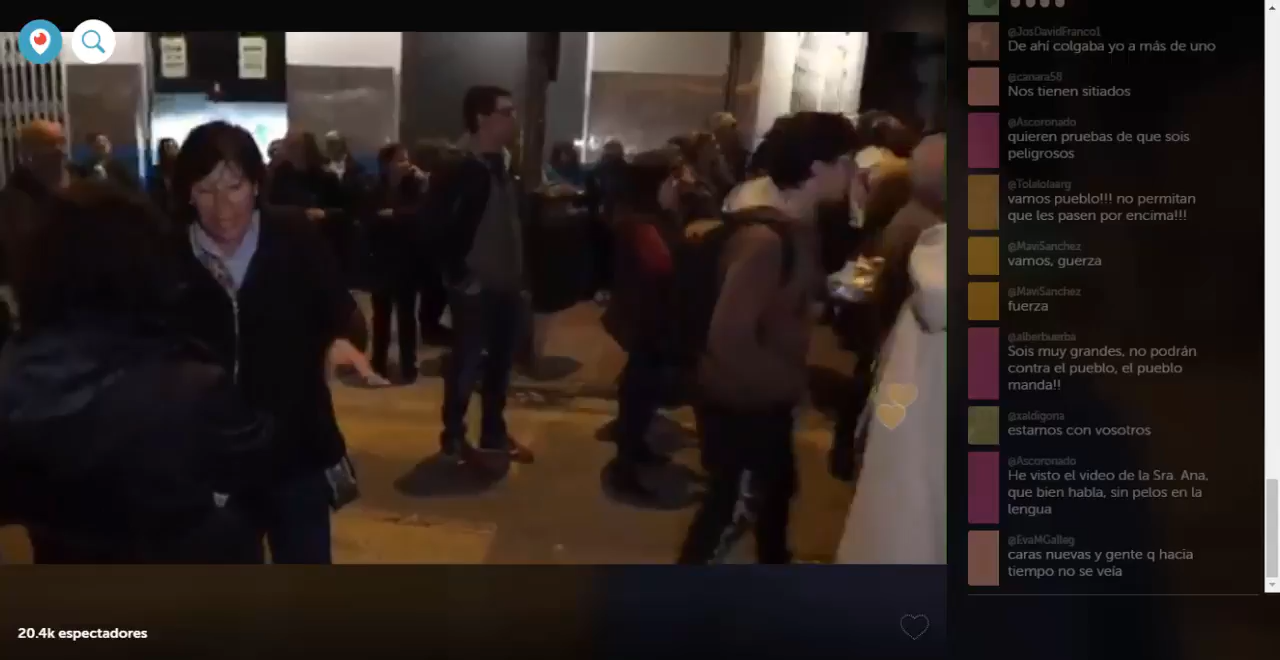 @JosDavidFranco1
De ahí colgaba yo a más de uno
@carrara58
Nos tienen sitiados
@Ascoronado
quieren pruebas de que sois
peligrosos
@Tolalolaarg
vamos pueblo!!! no permitan
que les pasen por encima!!!
@MaviSanchez
vamos, guerza
@MaviSanchez
fuerza
@alberbuerba
Sois muy grandes, no podrán
contra el pueblo, el pueblo
manda!!
@xaldigona
estamos con vosotros
@Ascoronado
He visto el video de la Sra. Ana,
que bien habla, sin pelos en la
lengua
@EvaMGalleg
caras nuevas y gente q hacia
tiempo no se veía
20.4k espectadores